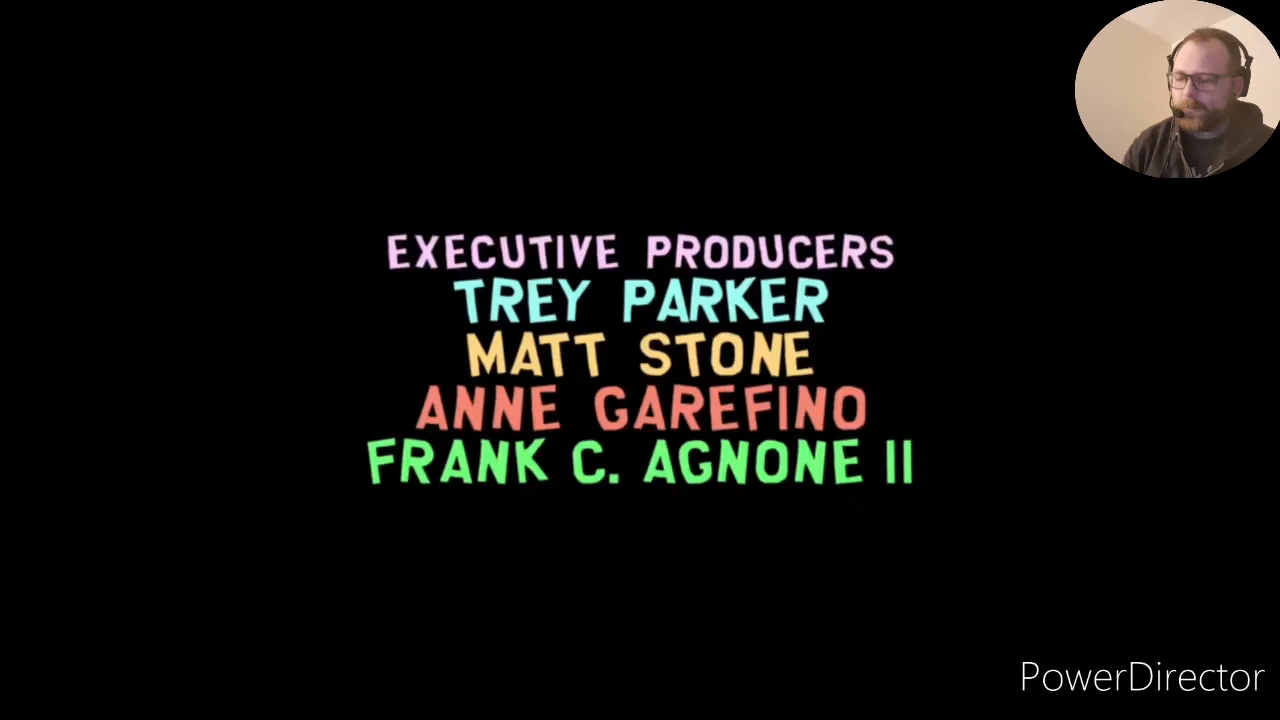 EXECUTIVE PRODUCERS
TREY PARKER
MATT STONE
ANNE GAREFINO
FRANK C. AGNONE II
PowerDirector